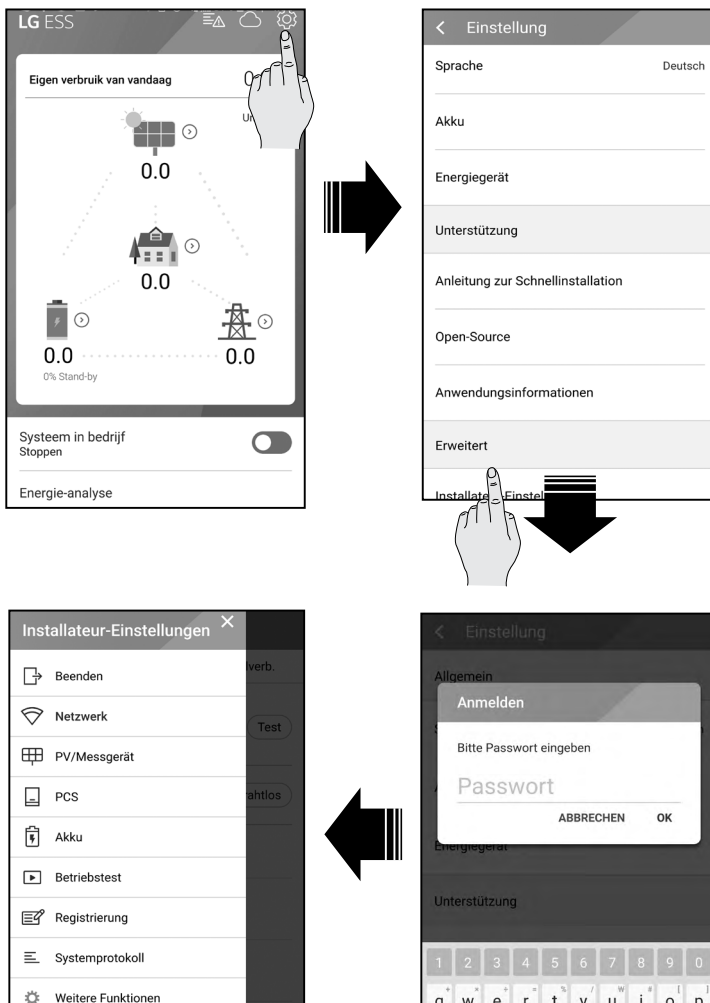 LG ESS
Eigen verbruik van vandaag
0.0
0.0
0.0
0.0
0% Stand-by
Systeem in bedrijf
Stoppen
Energie-analyse
Einstellung
Sprache Deutsch
Akku
Energiegerät
Unterstützung
Anleitung zur Schnellinstallation
Open-Source
Anwendungsinformationen
Erweitert
Einstellung
Allgemein
Anmelden
Bitte Passwort eingeben
Passwort
ABBRECHEN OK
Energiegerät
Unterstützung
1 2 3 4 5 6 7 8 9 0
q w e r t y u i o p
Installateur-Einstellungen
Beenden
Netzwerk
Test
PV/Messgerät
PCS
Akku
Betriebstest
Registrierung
Systemprotokoll
Weitere Funktionen